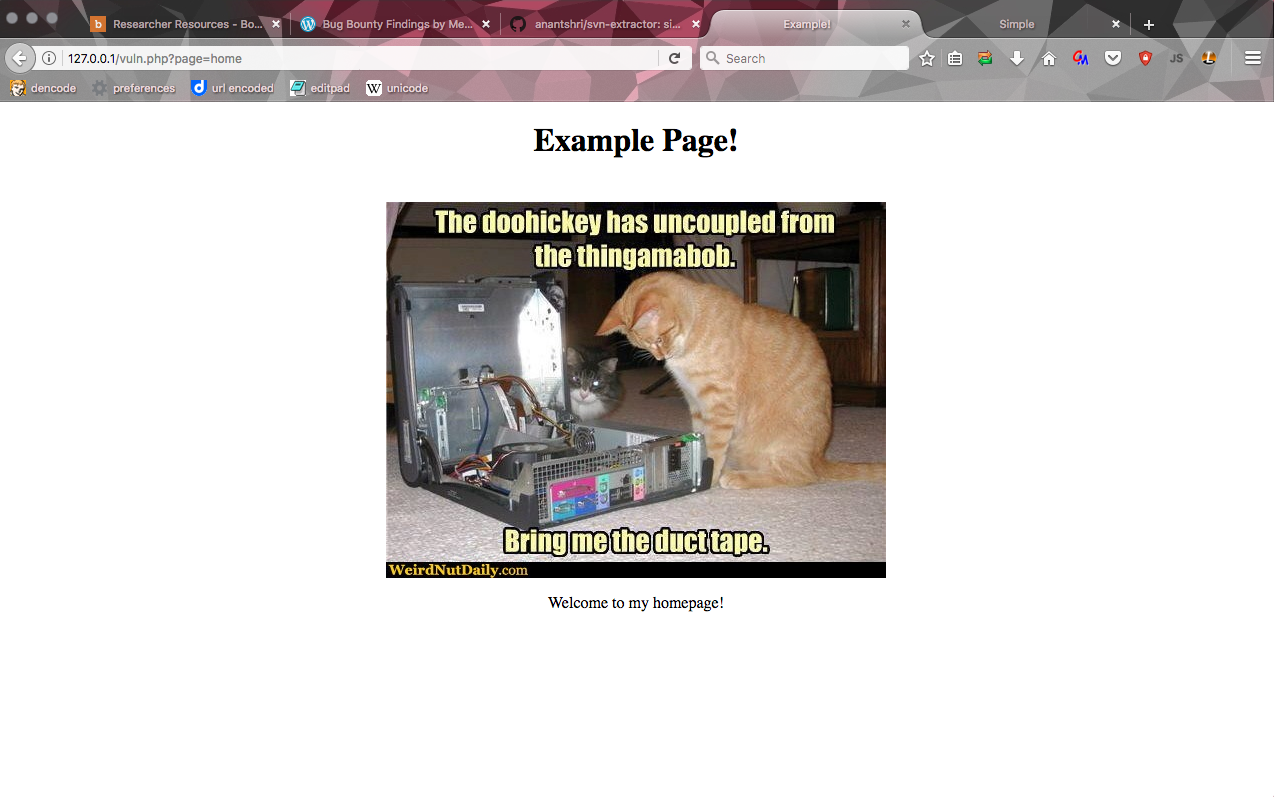 Researcher Resources - Bo...
Bug Bounty Findings by Me...
anantshri/svn-extractor: si...
Example!
Simple
127.0.0.1/vuln.php?page=home
Search
JS
dencode
preferences
url encoded
editpad
unicode
Example Page!
The doohickey has uncoupled from
the thingamabob.
Bring me the duct tape.
WeirdNutDaily.com
Welcome to my homepage!